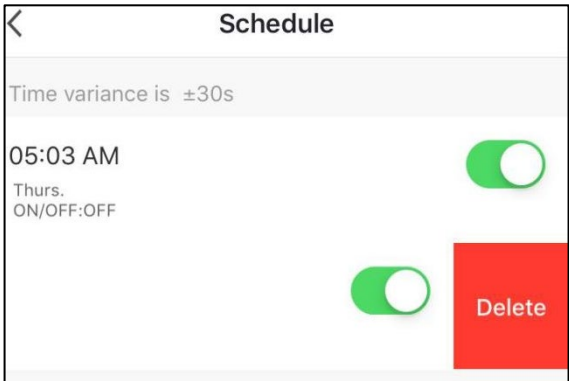 Schedule
Time variance is ±30s
05:03 AM
Thurs.
ON/OFF:OFF
Delete